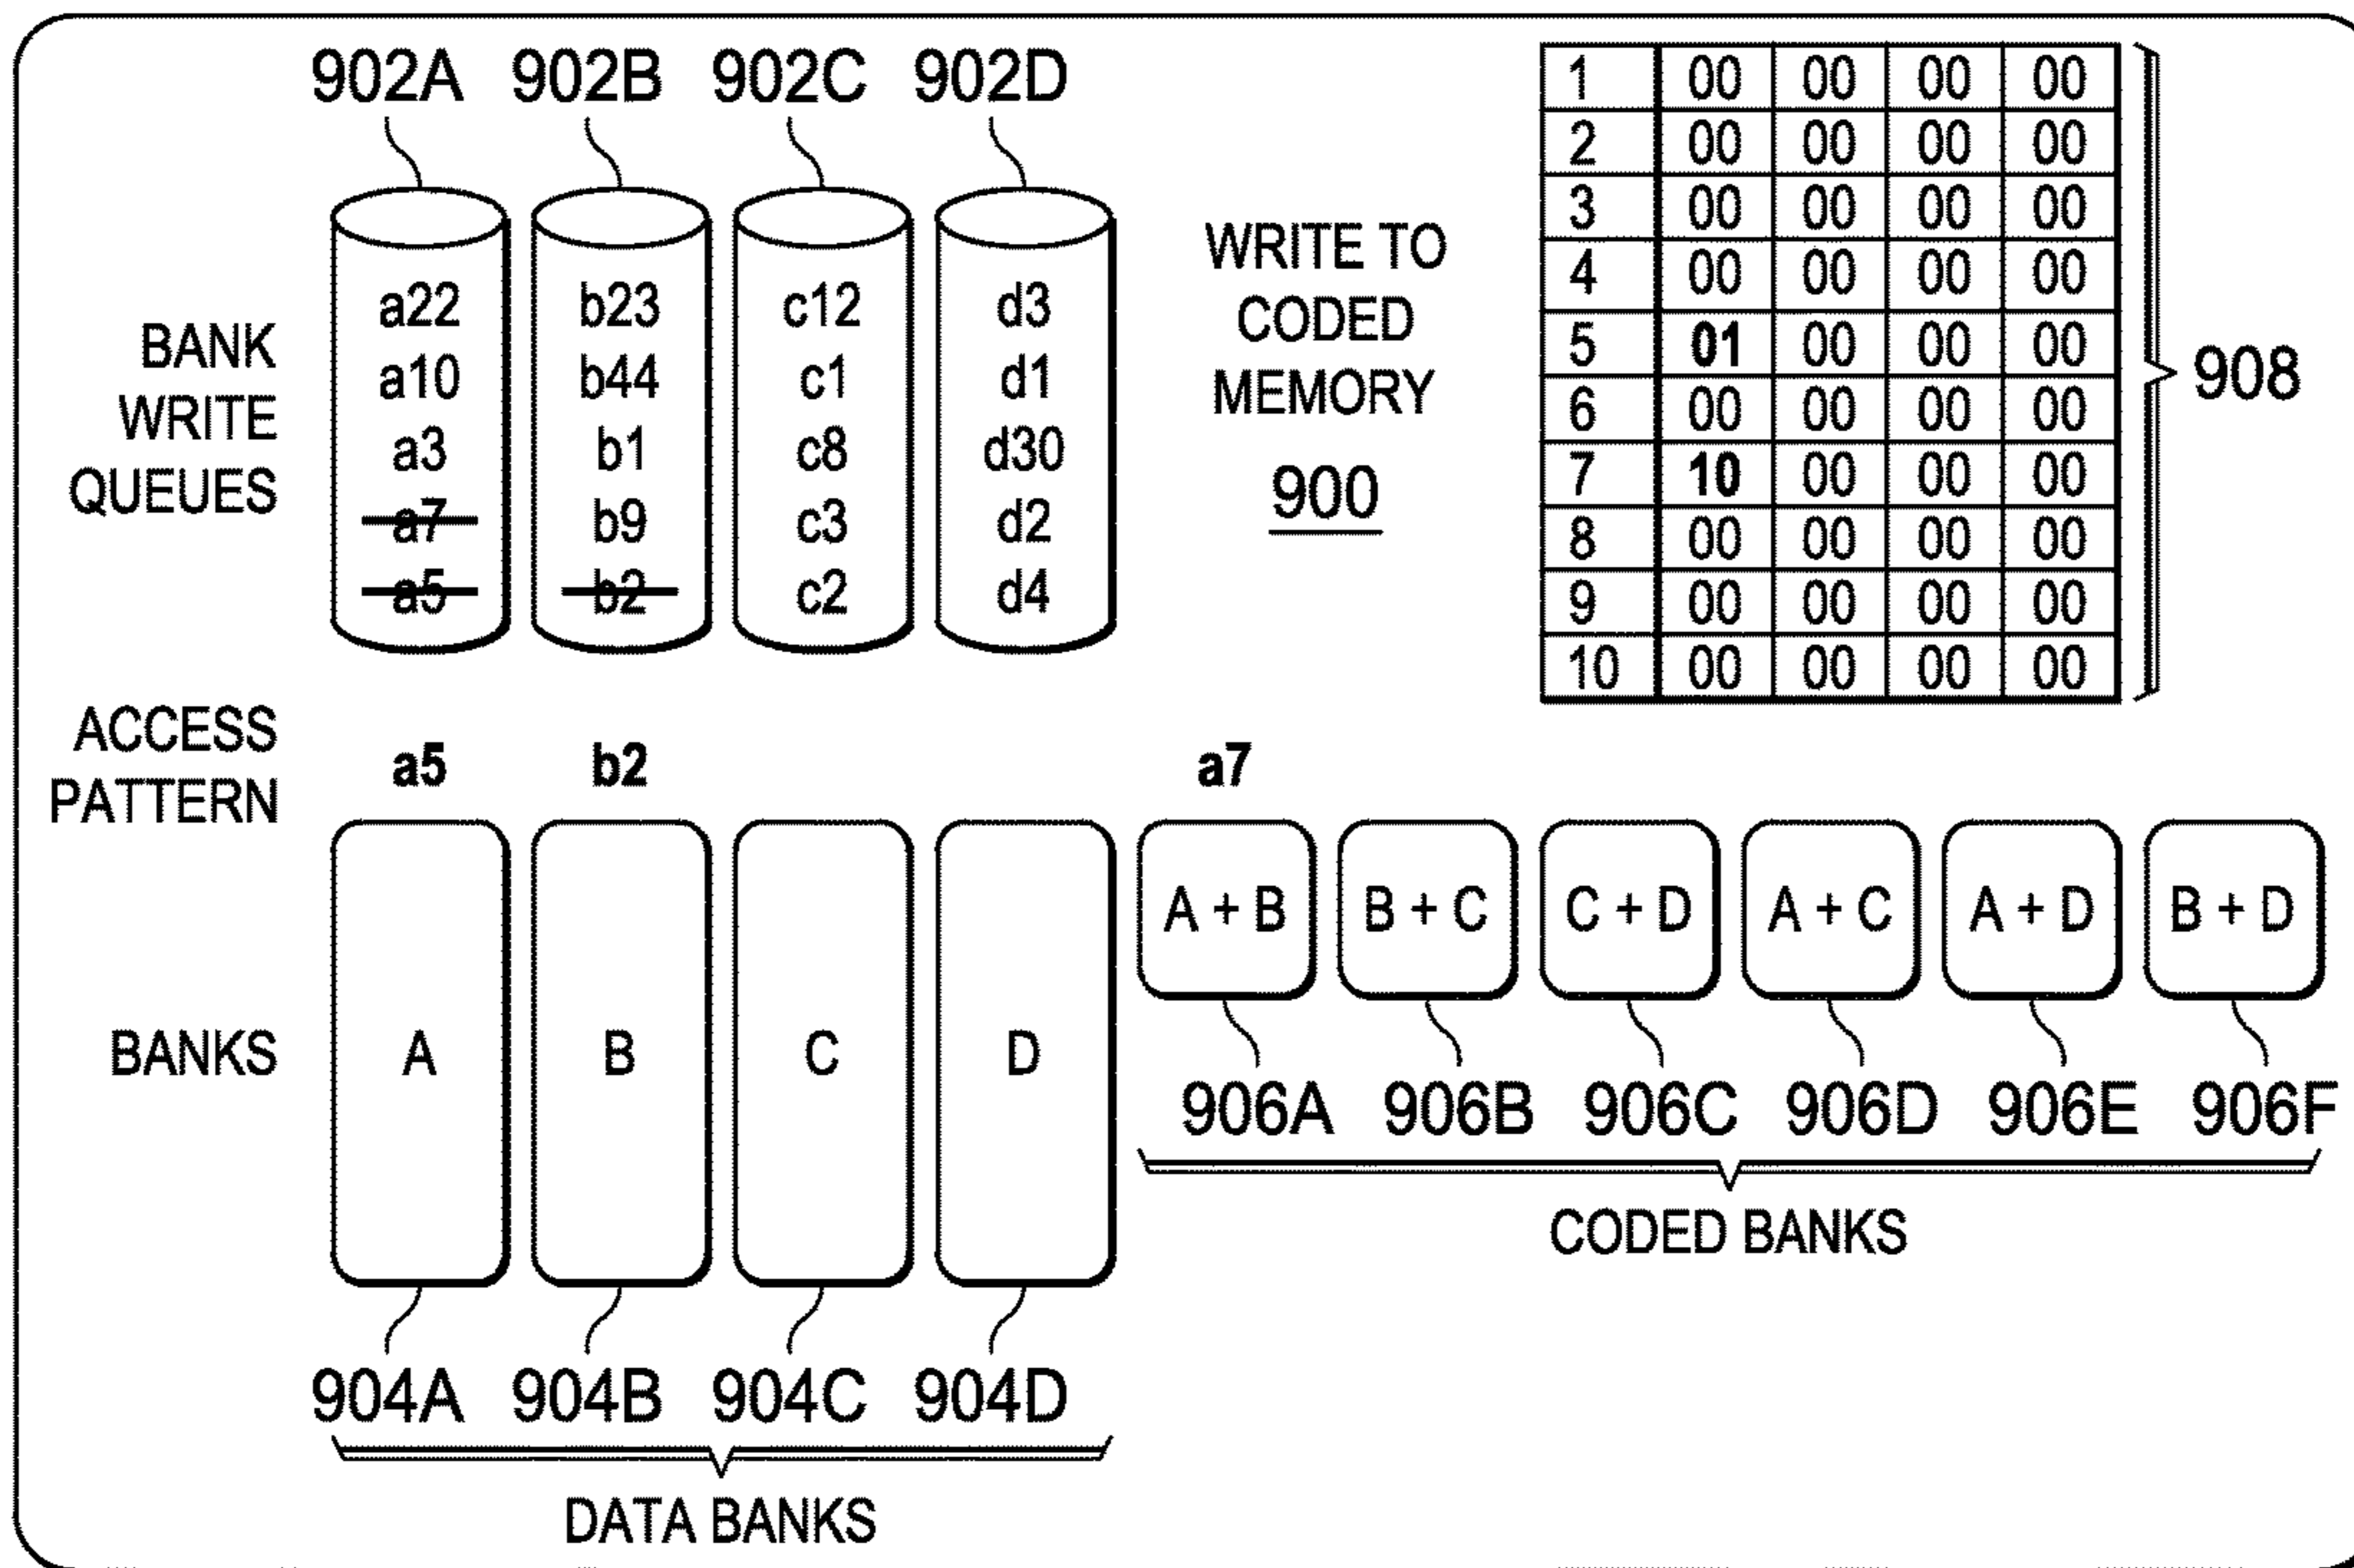 902A 902B 902C 902D
BANK
WRITE
QUEUES
a22 b23 c12 d3
a10 b44 c1 d1
a3 b1 c8 d30
a7 b9 c3 d2
a5 b2 c2 d4
WRITE TO
CODED
MEMORY
900
1 00 00 00 00
2 00 00 00 00
3 00 00 00 00
4 00 00 00 00
5 01 00 00 00
6 00 00 00 00
7 10 00 00 00
8 00 00 00 00
9 00 00 00 00
10 00 00 00 00
908
ACCESS
PATTERN
a5 b2 a7
BANKS
A B C D
A + B B + C C + D A + C A + D B + D
906A 906B 906C 906D 906E 906F
CODED BANKS
904A 904B 904C 904D
DATA BANKS